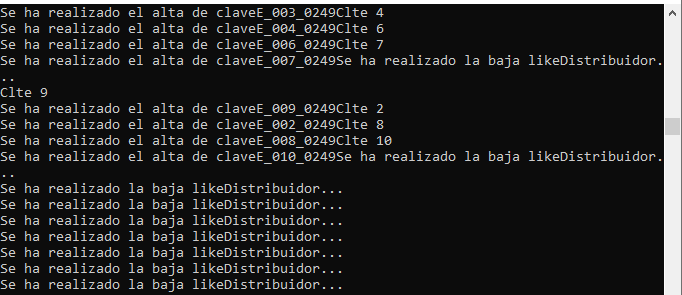 Se ha realizado el alta de claveE_003_0249Clte 4
Se ha realizado el alta de claveE_004_0249Clte 6
Se ha realizado el alta de claveE_006_0249Clte 7
Se ha realizado el alta de claveE_007_0249Se ha realizado la baja likeDistribuidor.
..
Clte 9
Se ha realizado el alta de claveE_009_0249Clte 2
Se ha realizado el alta de claveE_002_0249Clte 8
Se ha realizado el alta de claveE_008_0249Clte 10
Se ha realizado el alta de claveE_010_0249Se ha realizado la baja likeDistribuidor.
..
Se ha realizado la baja likeDistribuidor...
Se ha realizado la baja likeDistribuidor...
Se ha realizado la baja likeDistribuidor...
Se ha realizado la baja likeDistribuidor...
Se ha realizado la baja likeDistribuidor...
Se ha realizado la baja likeDistribuidor...
Se ha realizado la baja likeDistribuidor...